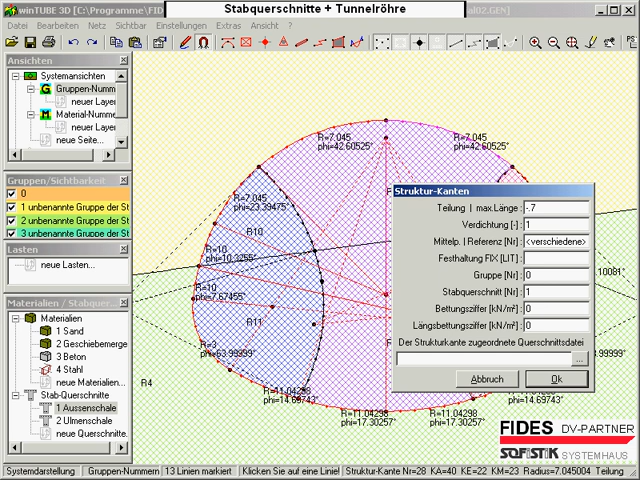 Stabquerschnitte + Tunnelröhre
winTUBE 3D [C:\Programme\FID
al02.GEN]
Datei Bearbeiten Netz Sichtbar Einstellungen Extras Ansicht ?
Ansichten
Systemansichten
Gruppen-Numm
neuer Layer
Material-Numme
neuer Layer
neue Seite...
Gruppen/Sichtbarkeit
0
1 unbenannte Gruppe der St
2 unbenannte Gruppe der St
3 unbenannte Gruppe der St
Lasten
neue Lasten...
Materialien / Stabquer
Materialien
1 Sand
2 Geschiebemerge
3 Beton
4 Stahl
neue Materialien...
Stab-Querschnitte
1 Aussenschale
2 Ulmenschale
neue Querschnitte.
R=7.045
phi=42.60525°
R=7.045
phi=42.60525°
R=7.045
phi=23.39475°
R10
R=10
phi=10.3255°
R=10
phi=7.67455°
R11
R=3
phi=63.99999°
R4
R=11.04298
phi=14.69743°
R=11.04298
phi=17.30257°
R=11.04298
phi=17.30257°
R=11.04298
phi=14.69743°
.10081°
.99999°
Struktur-Kanten
Teilung | max.Länge : -.7
Verdichtung [-] : 1
Mittelp. | Referenz [Nr] : <verschiedene>
Festhaltung FIX [LIT] :
Gruppe [Nr] : 0
Stabquerschnitt [Nr] : 1
Bettungsziffer [kN/m³] : 0
Längsbettungsziffer [kN/m³] : 0
Der Strukturkante zugeordnete Querschnittsdatei
...
Abbruch Ok
FIDES DV-PARTNER
SOFiSTiK SYSTEMHAUS
Systemdarstellung Gruppen-Nummern 13 Linien markiert Klicken Sie auf eine Linie! Struktur-Kante Nr=28 KA=40 KE=22 KM=23 Radius=7.045004 Teilung